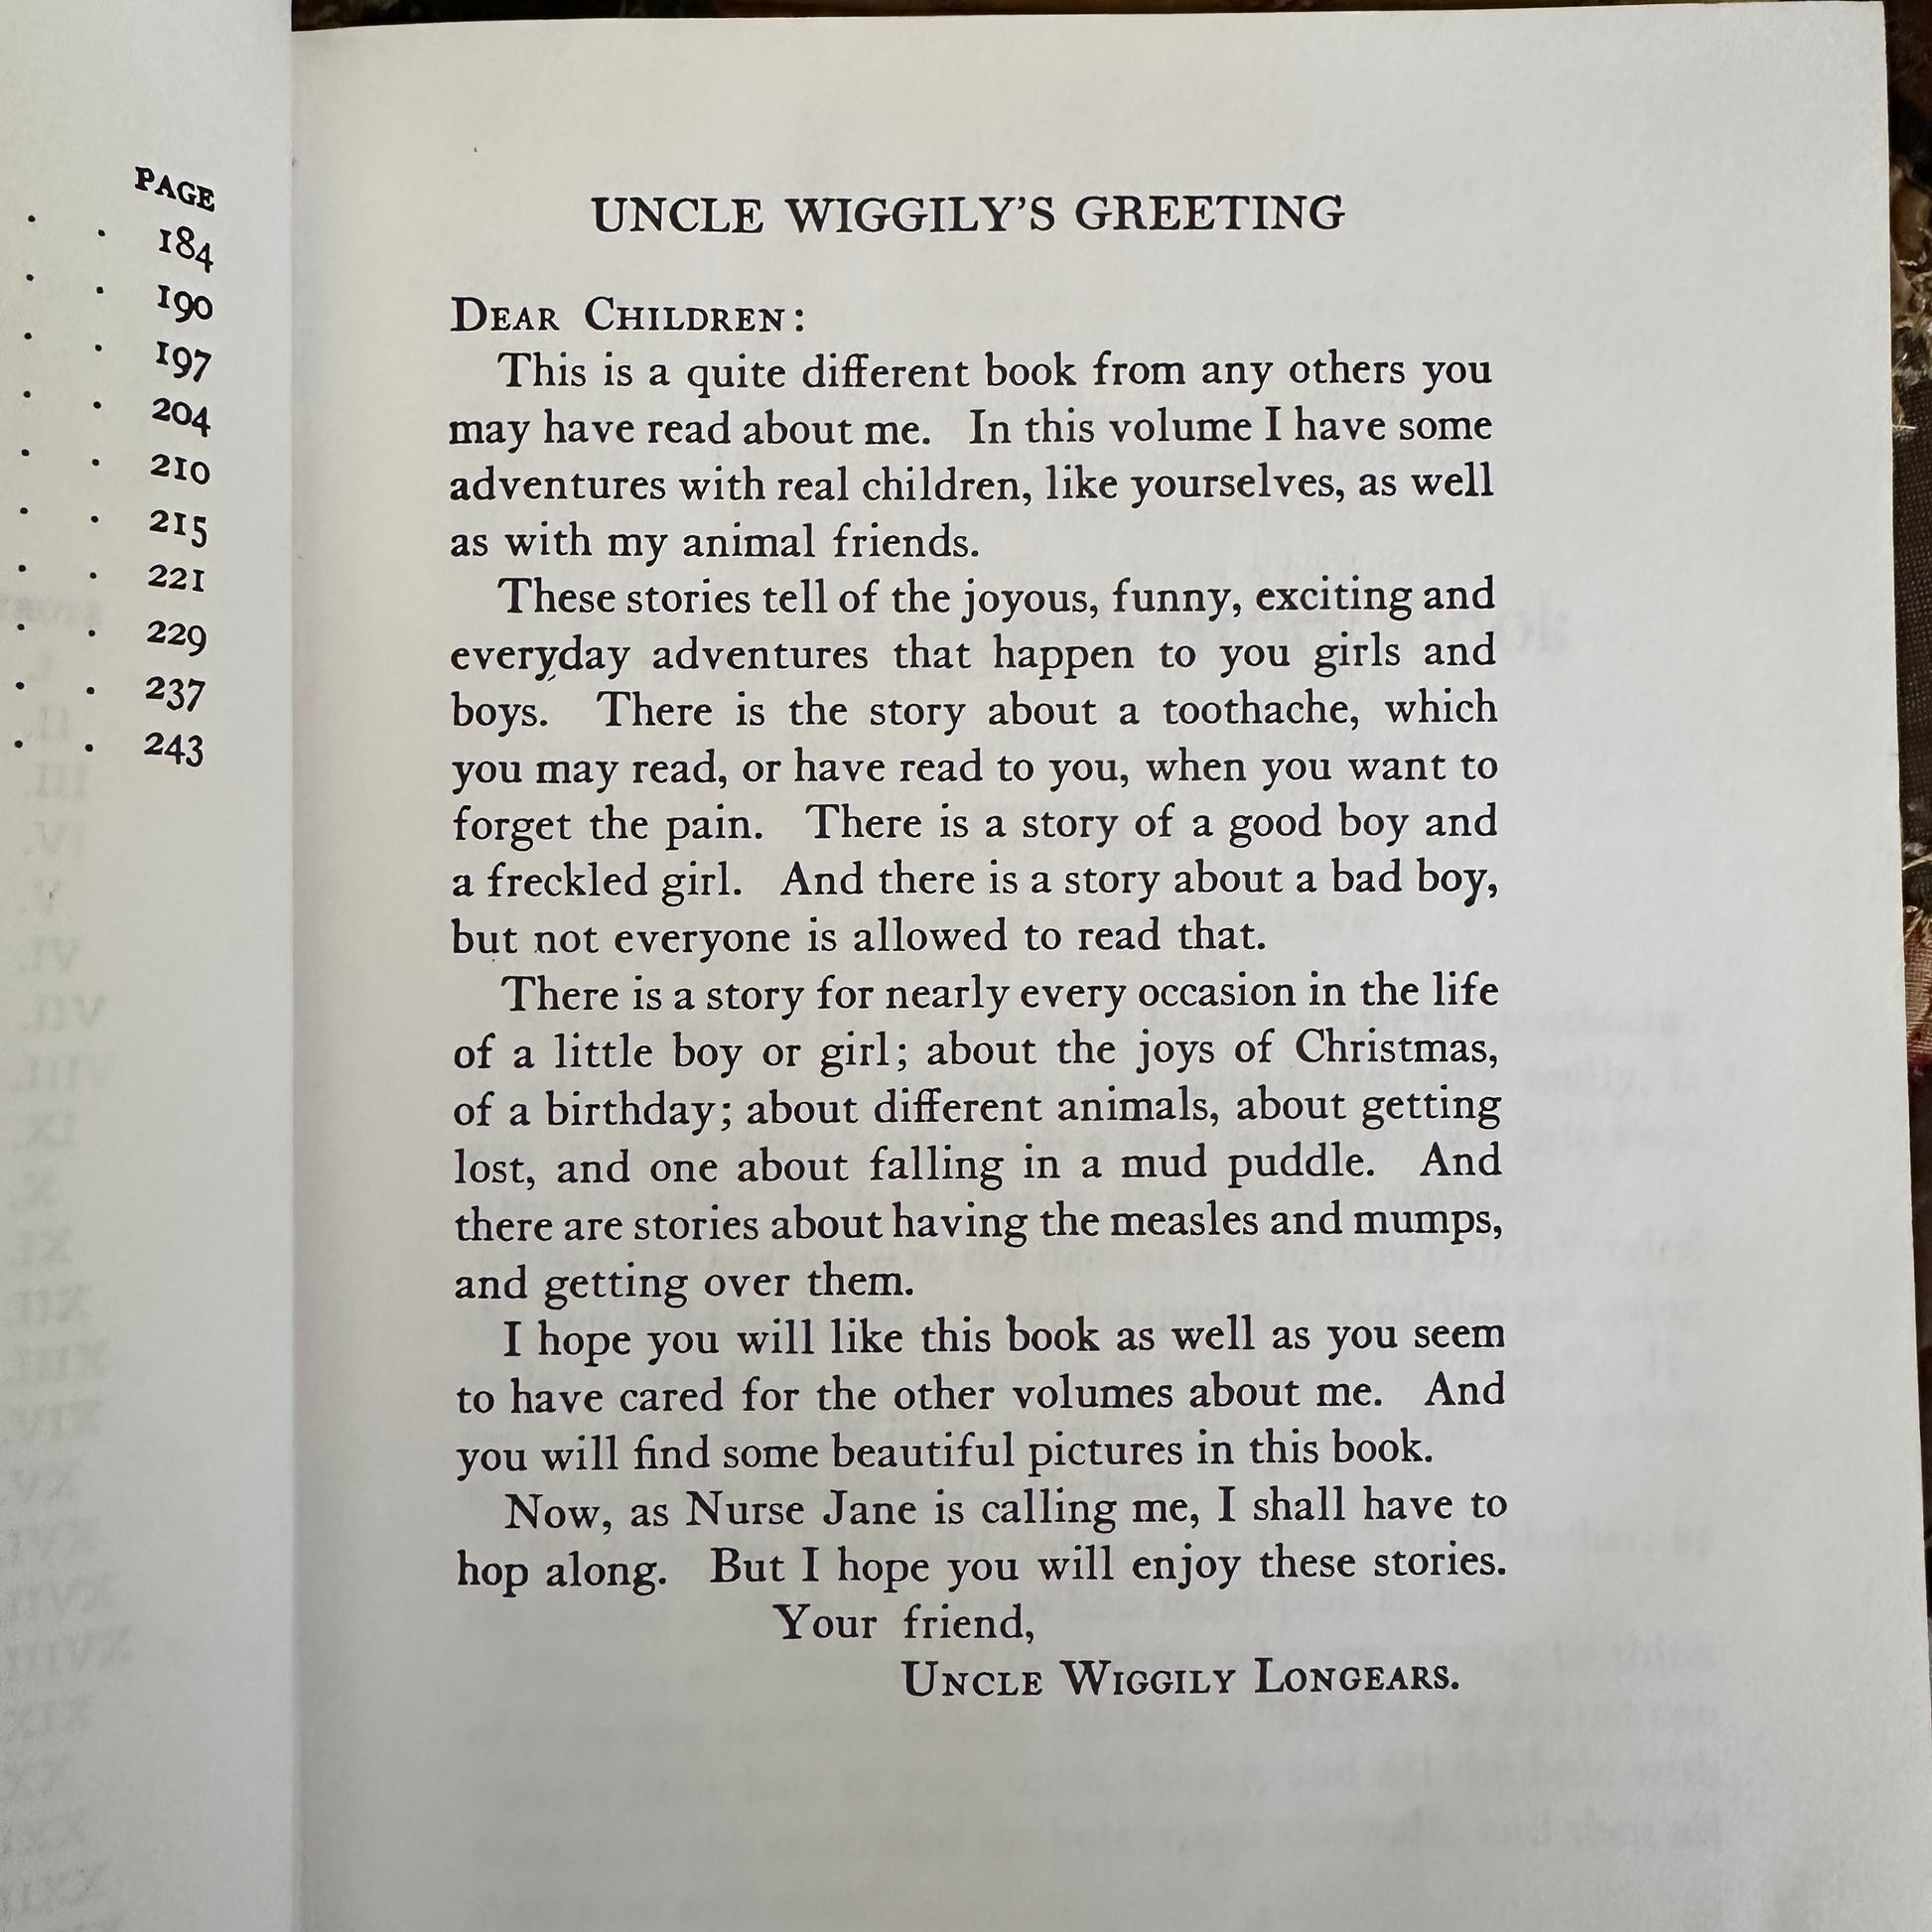 PAGE
. . 184
. . 190
. . 197
. . 204
. . 210
. . 215
. . 221
. . 229
. . 237
. . 243
UNCLE WIGGILY'S GREETING
DEAR CHILDREN:
This is a quite different book from any others you
may have read about me. In this volume I have some
adventures with real children, like yourselves, as well
as with my animal friends.
These stories tell of the joyous, funny, exciting and
everyday adventures that happen to you girls and
boys. There is the story about a toothache, which
you may read, or have read to you, when you want to
forget the pain. There is a story of a good boy and
a freckled girl. And there is a story about a bad boy,
but not everyone is allowed to read that.
There is a story for nearly every occasion in the life
of a little boy or girl; about the joys of Christmas,
of a birthday; about different animals, about getting
lost, and one about falling in a mud puddle. And
there are stories about having the measles and mumps,
and getting over them.
I hope you will like this book as well as you seem
to have cared for the other volumes about me. And
you will find some beautiful pictures in this book.
Now, as Nurse Jane is calling me, I shall have to
hop along. But I hope you will enjoy these stories.
Your friend,
UNCLE WIGGILY LONGEARS.